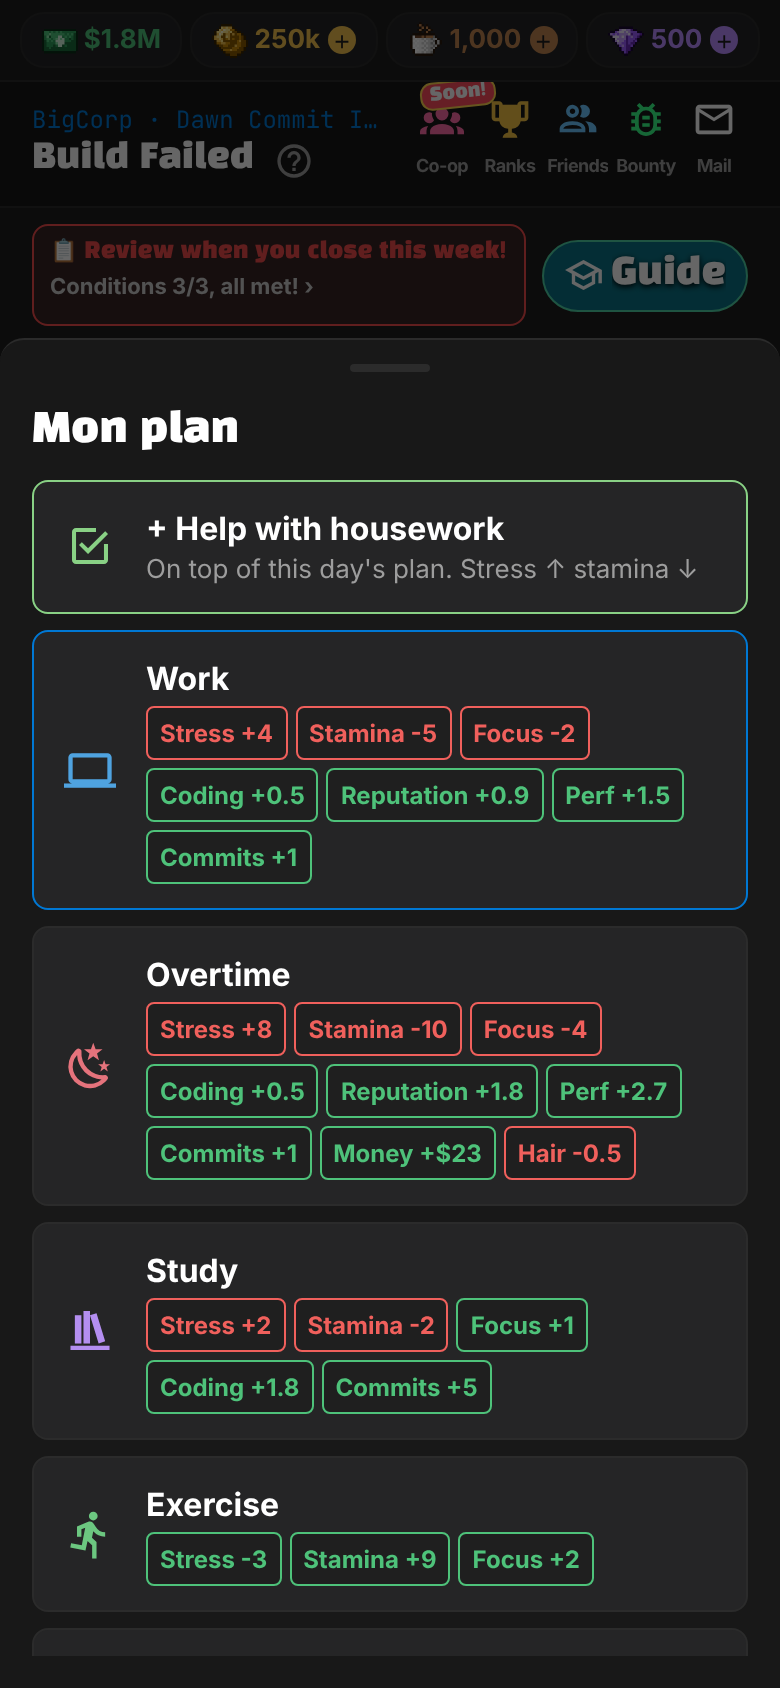 $1.8M 250k 1,000 500
BigCorp · Dawn Commit I…
Soon!
Build Failed
Co-op Ranks Friends Bounty Mail
📋 Review when you close this week!
Conditions 3/3, all met! ›
Guide
Mon plan
+ Help with housework
On top of this day's plan. Stress ↑ stamina ↓
Work
Stress +4 Stamina -5 Focus -2
Coding +0.5 Reputation +0.9 Perf +1.5
Commits +1
Overtime
Stress +8 Stamina -10 Focus -4
Coding +0.5 Reputation +1.8 Perf +2.7
Commits +1 Money +$23 Hair -0.5
Study
Stress +2 Stamina -2 Focus +1
Coding +1.8 Commits +5
Exercise
Stress -3 Stamina +9 Focus +2